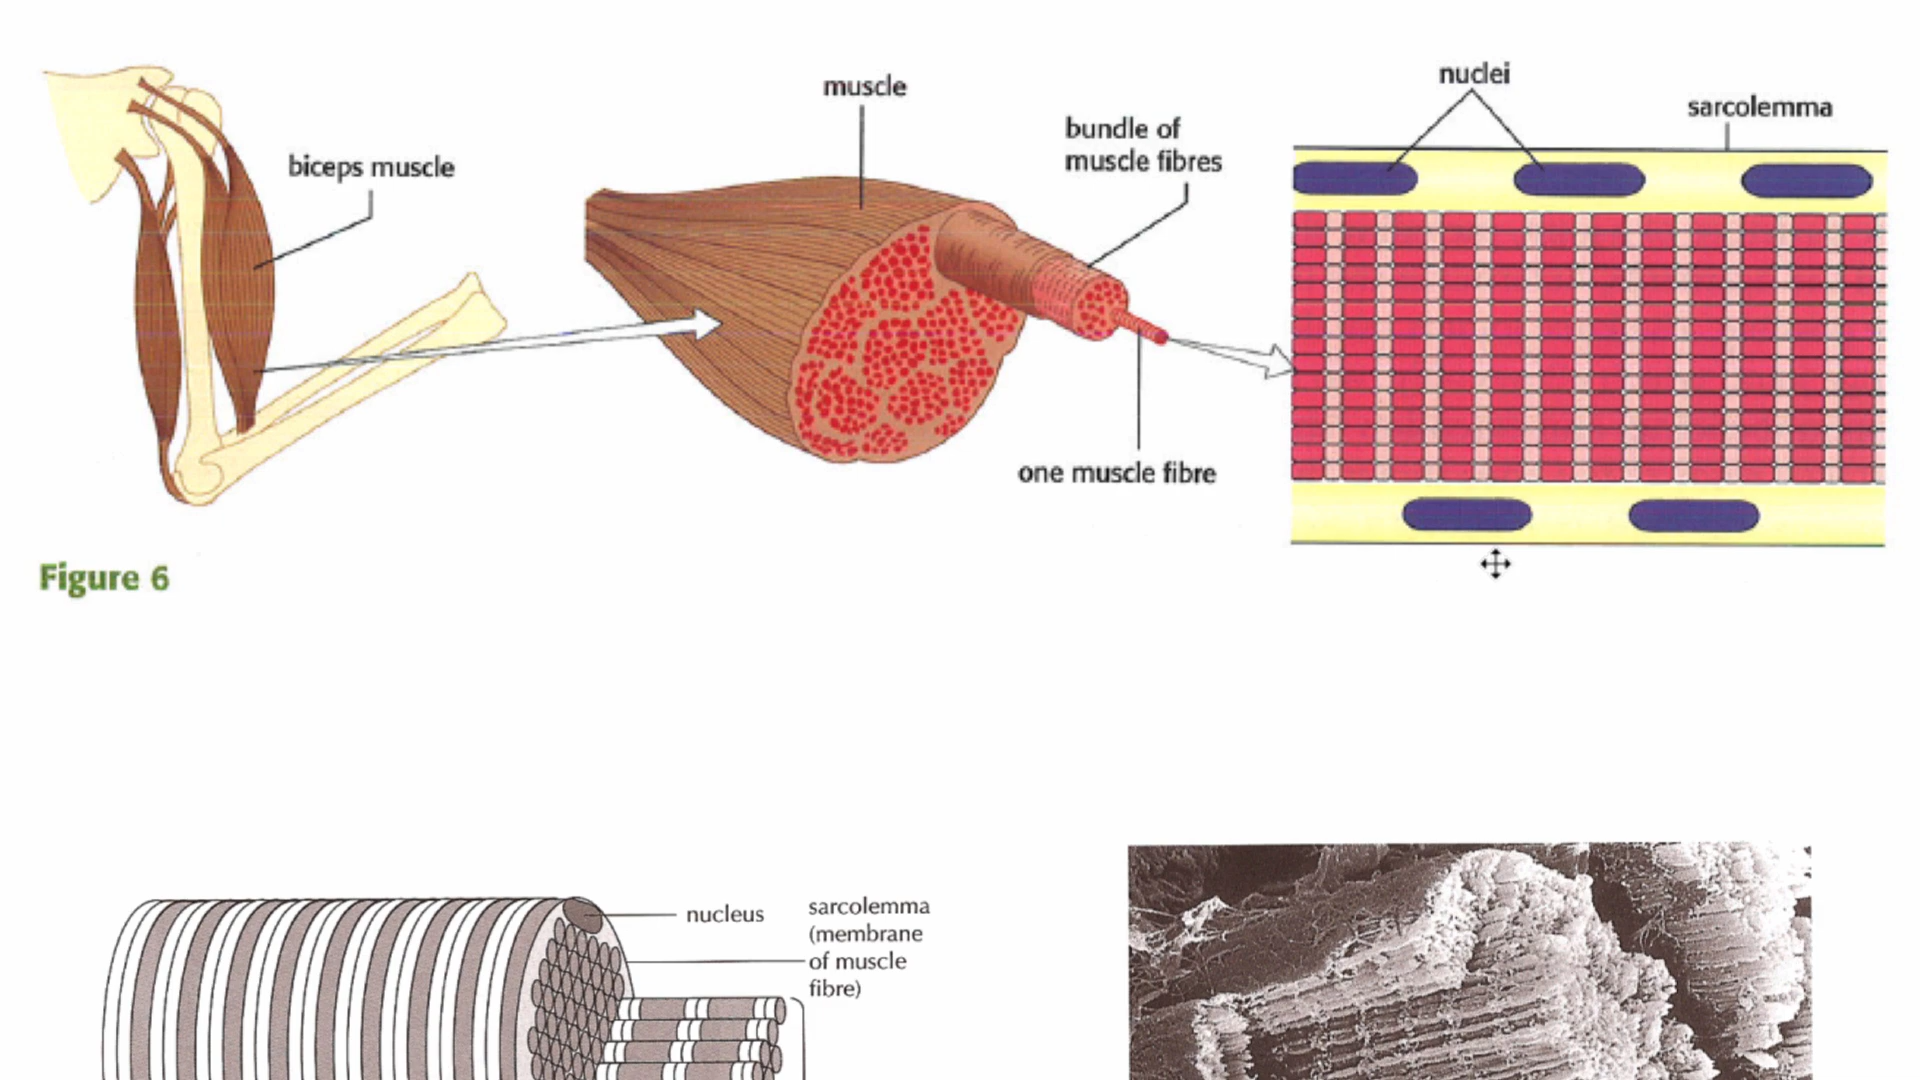 muscle
nuclei
sarcolemma
bundle of
muscle fibres
biceps muscle
one muscle fibre
Figure 6
nucleus
sarcolemma
(membrane
of muscle
fibre)